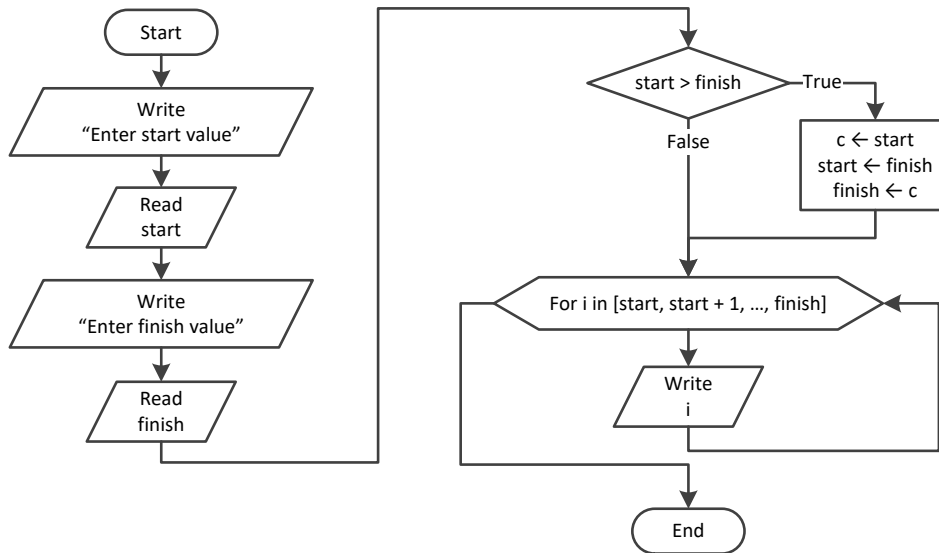 Start
Write
“Enter start value”
Read
start
Write
“Enter finish value”
Read
finish
start > finish
True
False
c ← start
start ← finish
finish ← c
For i in [start, start + 1, …, finish]
Write
i
End